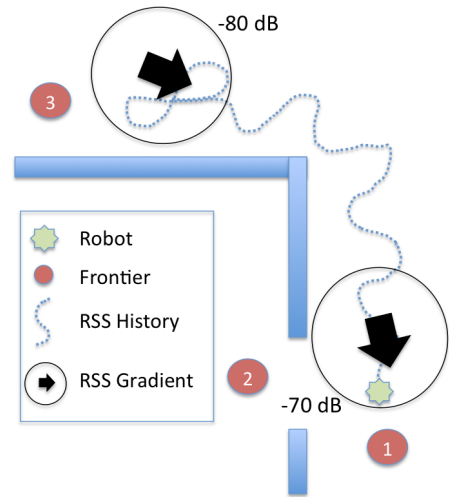 -80 dB
3
Robot
Frontier
RSS History
RSS Gradient
2
-70 dB
1